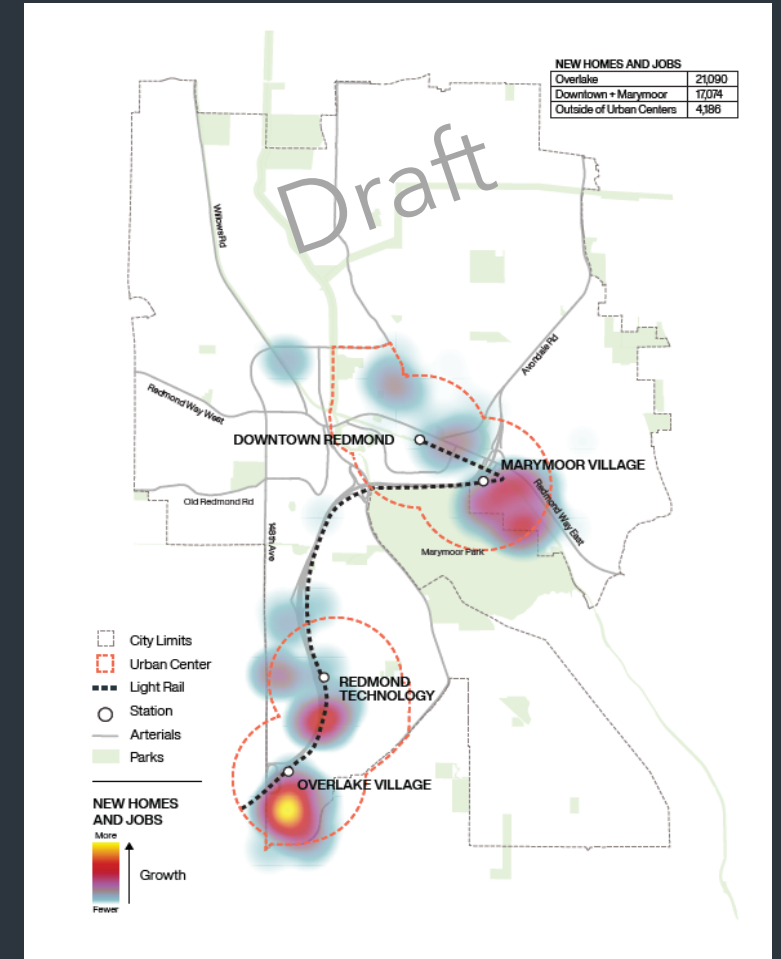 NEW HOMES AND JOBS
Overlake 21,090
Downtown + Marymoor 17,074
Outside of Urban Centers 4,186
Draft
Willows Rd
Avondale Rd
Redmond Way West
DOWNTOWN REDMOND
MARYMOOR VILLAGE
Redmond Way East
Old Redmond Rd
148th Ave
Marymoor Park
City Limits
Urban Center
Light Rail
Station
Arterials
Parks
REDMOND
TECHNOLOGY
OVERLAKE VILLAGE
NEW HOMES
AND JOBS
More
Growth
Fewer